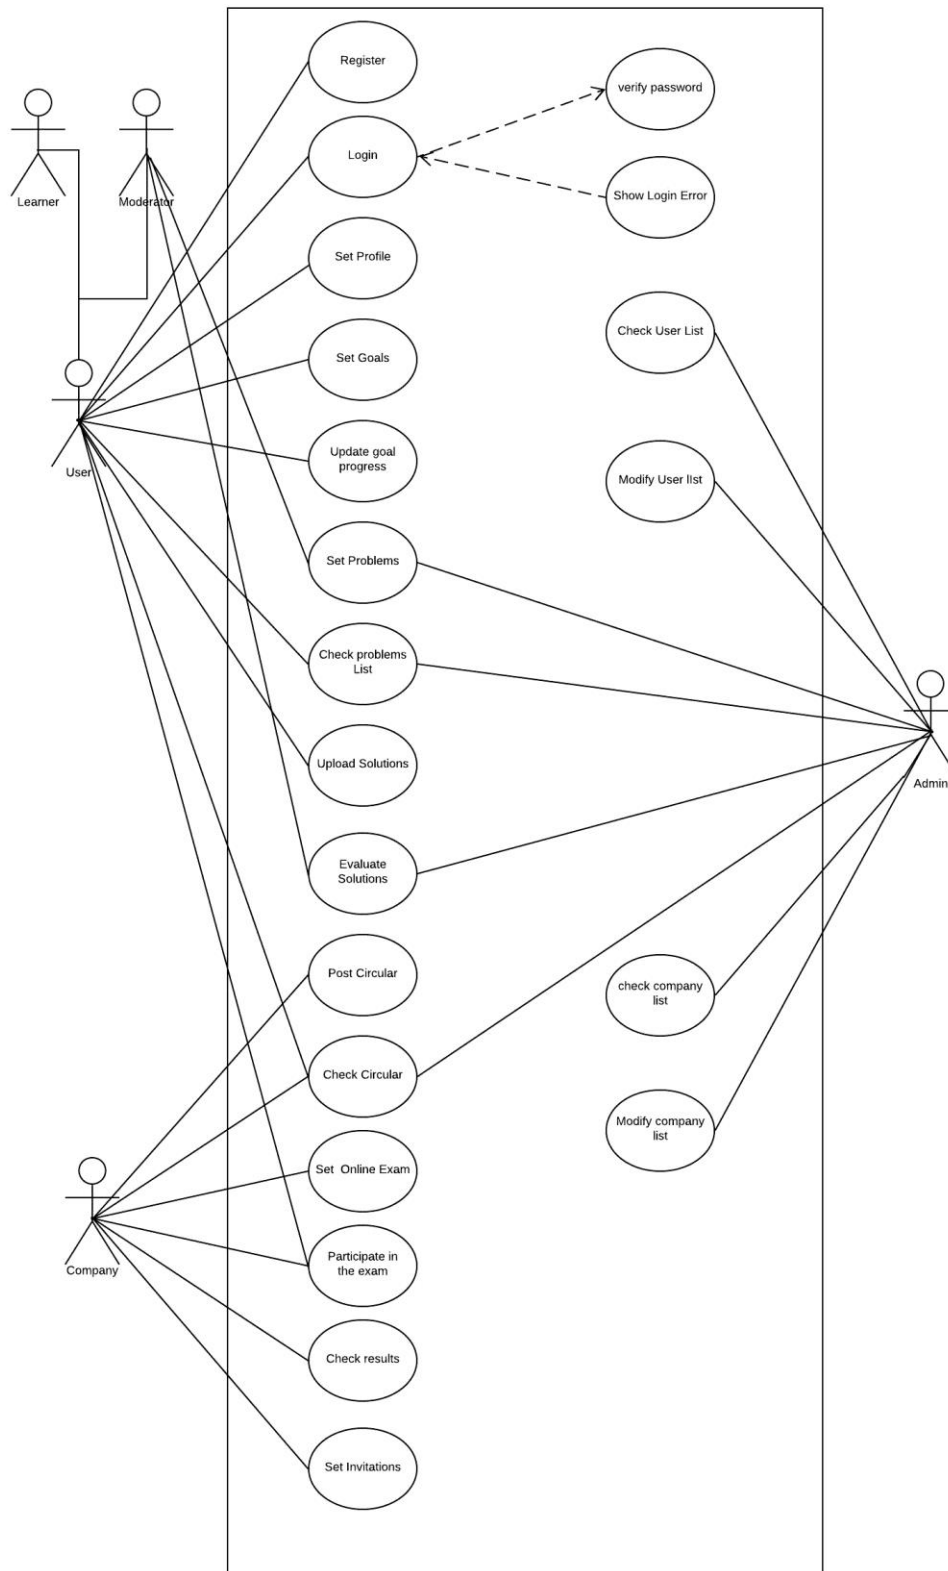 Register
verify password
Login
Show Login Error
Learner
Moderator
Set Profile
Check User List
Set Goals
User
Update goal
progress
Modify User lIst
Set Problems
Check problems
List
Upload Solutions
Admin
Evaluate
Solutions
Post Circular
check company
list
Check Circular
Modify company
list
Set  Online Exam
Company
Participate in
the exam
Check results
Set Invitations